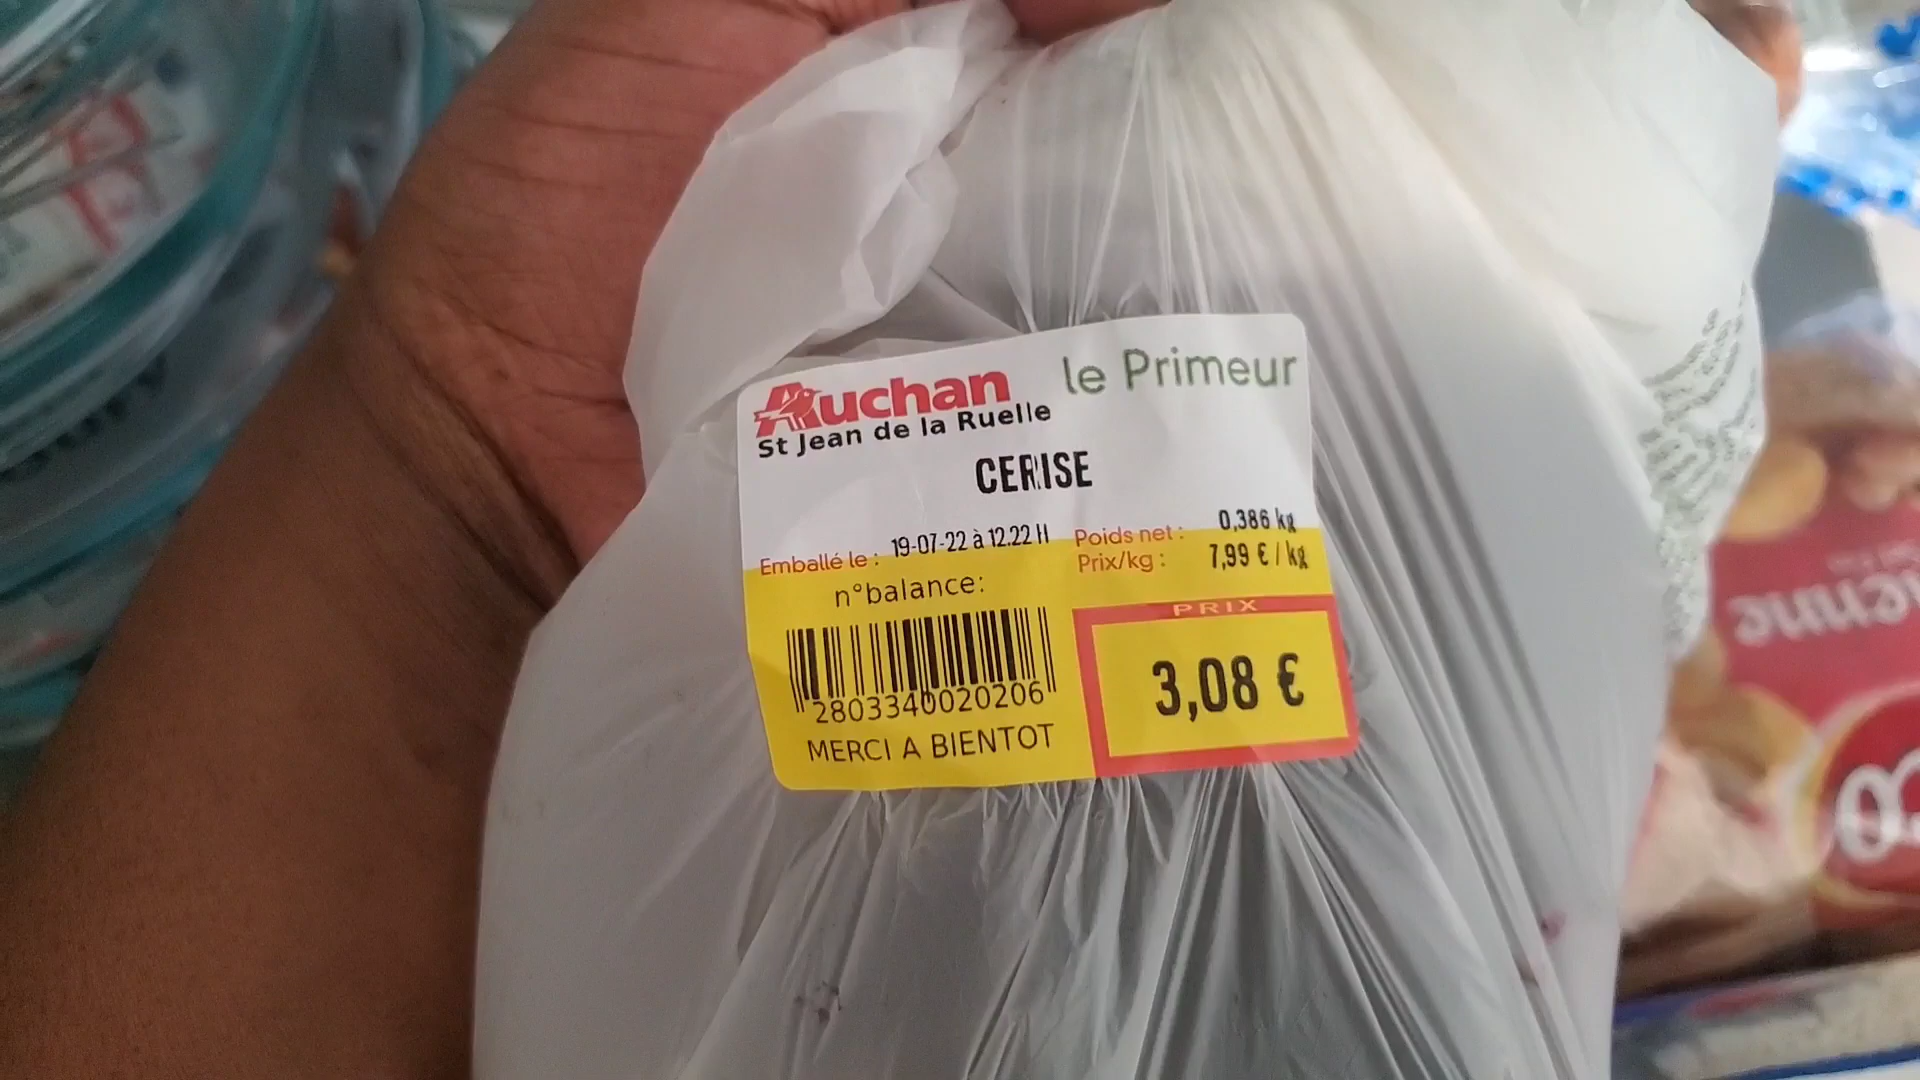 Auchan le Primeur
St Jean de la Ruelle
CERISE
Emballé le : 19-07-22 à 12.22 H
Poids net : 0,386 kg
Prix/kg : 7,99 € / kg
n°balance:
PRIX
3,08 €
2803340020206
MERCI A BIENTOT
enne